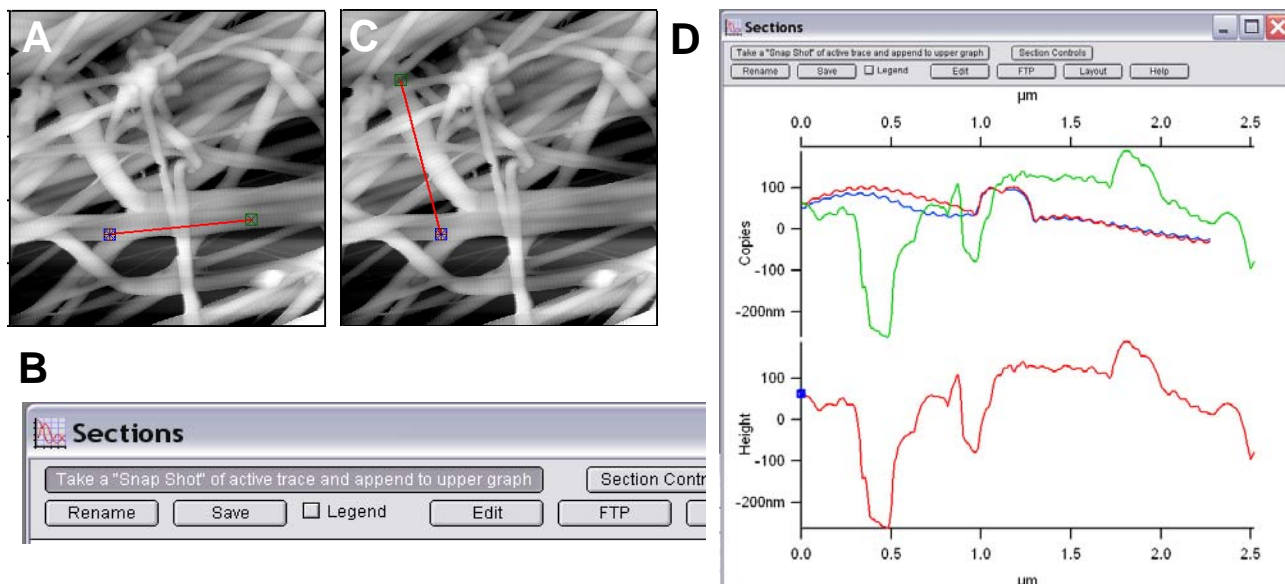 A
C
B
Sections
Take a "Snap Shot" of active trace and append to upper graph
Section Contr
Rename
Save
Legend
Edit
FTP
D
Sections
Take a "Snap Shot" of active trace and append to upper graph
Section Controls
Rename
Save
Legend
Edit
FTP
Layout
Help
µm
0.0 0.5 1.0 1.5 2.0 2.5
100
0
-100
-200nm
Copies
100
0
-100
-200nm
Height
0.0 0.5 1.0 1.5 2.0 2.5
µm